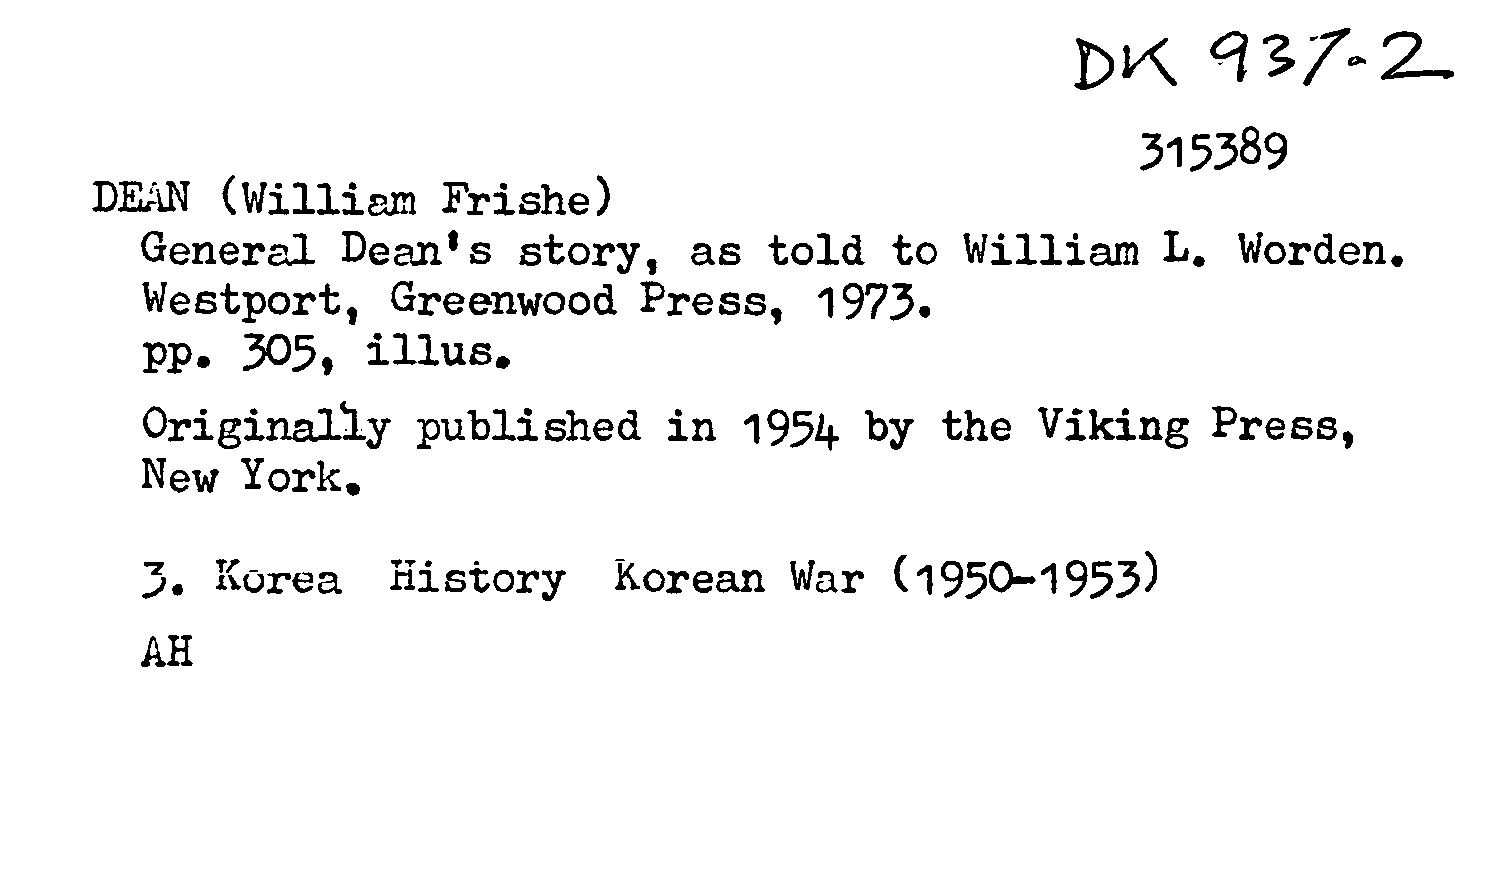 DK 937.2
315389
DEAN (William Frishe)
General Dean's story, as told to William L. Worden.
Westport, Greenwood Press, 1973.
pp. 305, illus.
Originally published in 1954 by the Viking Press,
New York.
3. Korea History Korean War (1950-1953)
AH